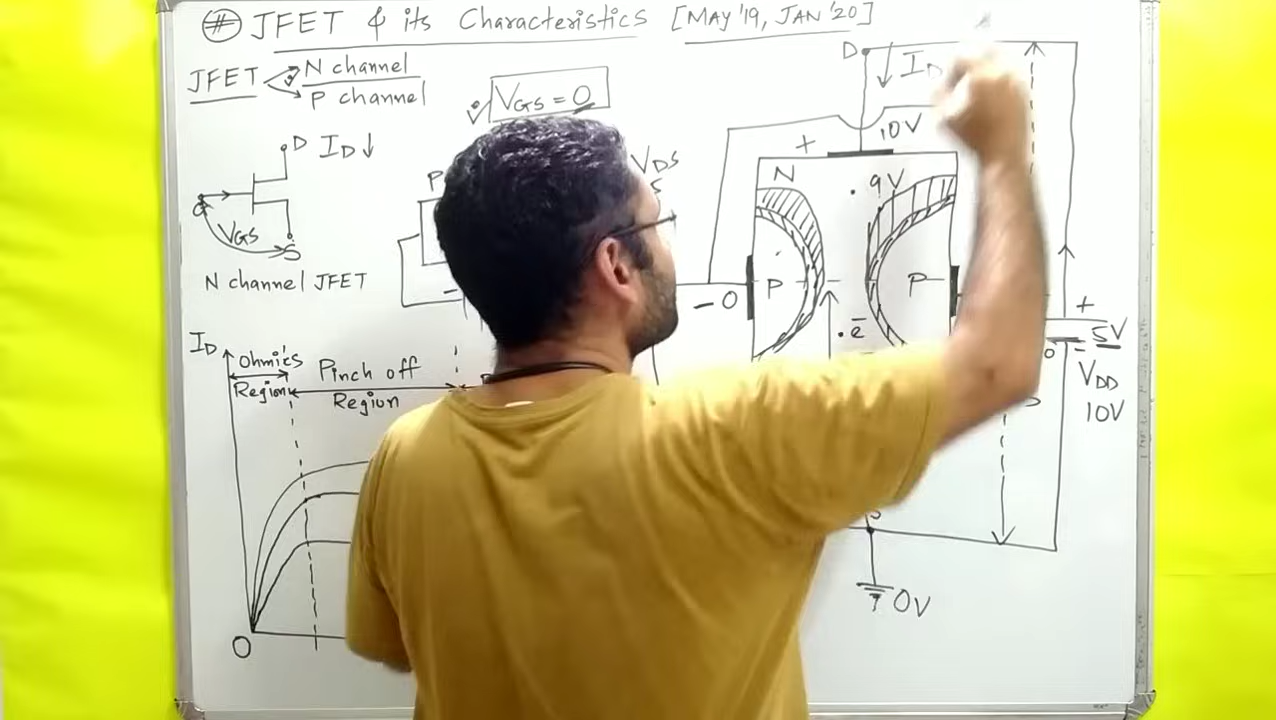 # JFET & its Characteristics [MAY '19, JAN '20]
JFET
N channel
P channel
VGS = 0
D ID↓
VGS
S
N channel JFET
ID
Ohmic's
Region
Pinch off
Region
O
P
VDS
D
ID
10V
+
N
. 9V
P
P
- 0
. e̅
+
5V
0
VDD
10V
0V